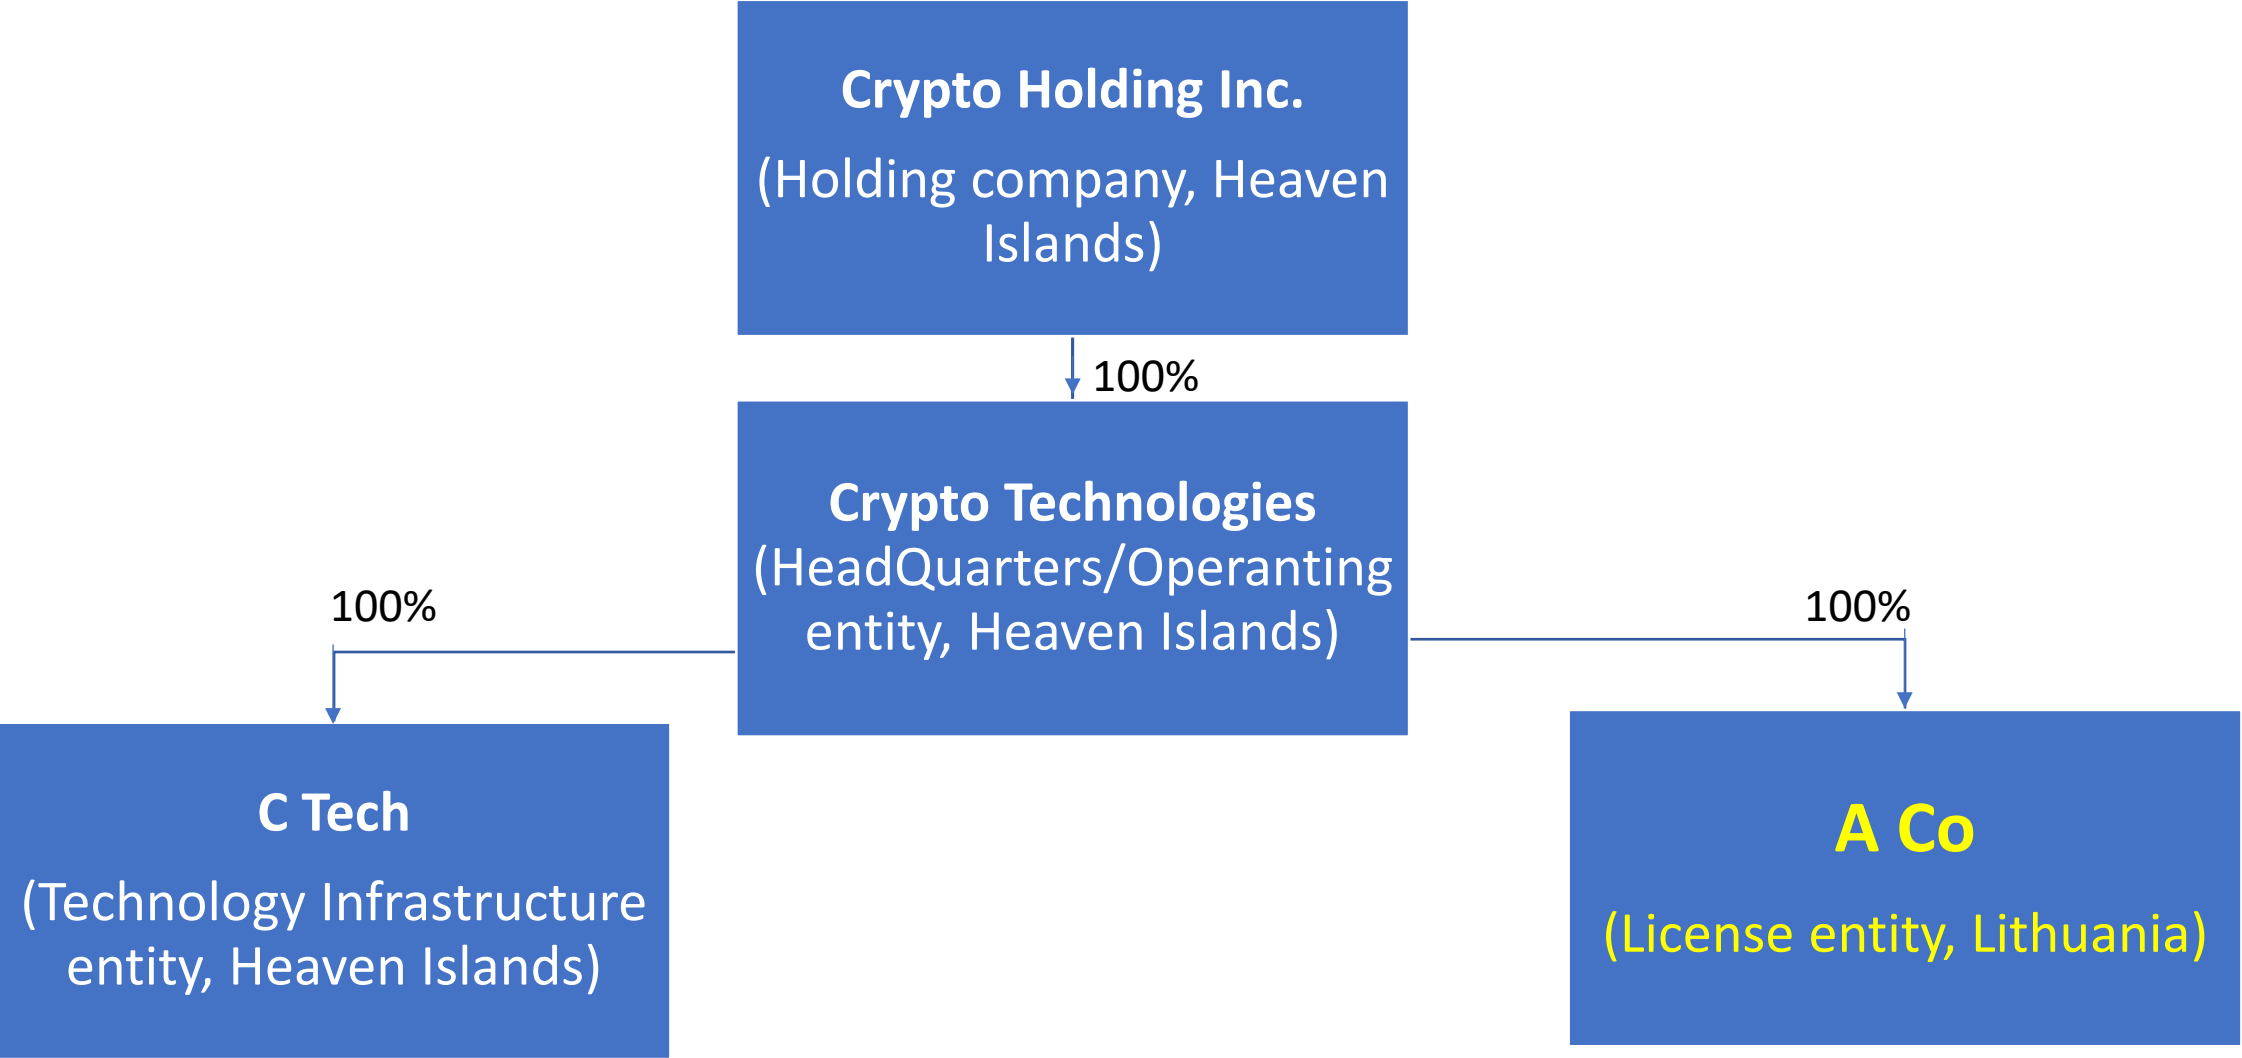 Crypto Holding Inc.
(Holding company, Heaven
Islands)
100%
Crypto Technologies
(HeadQuarters/Operanting
entity, Heaven Islands)
100%
100%
C Tech
(Technology Infrastructure
entity, Heaven Islands)
A Co
(License entity, Lithuania)